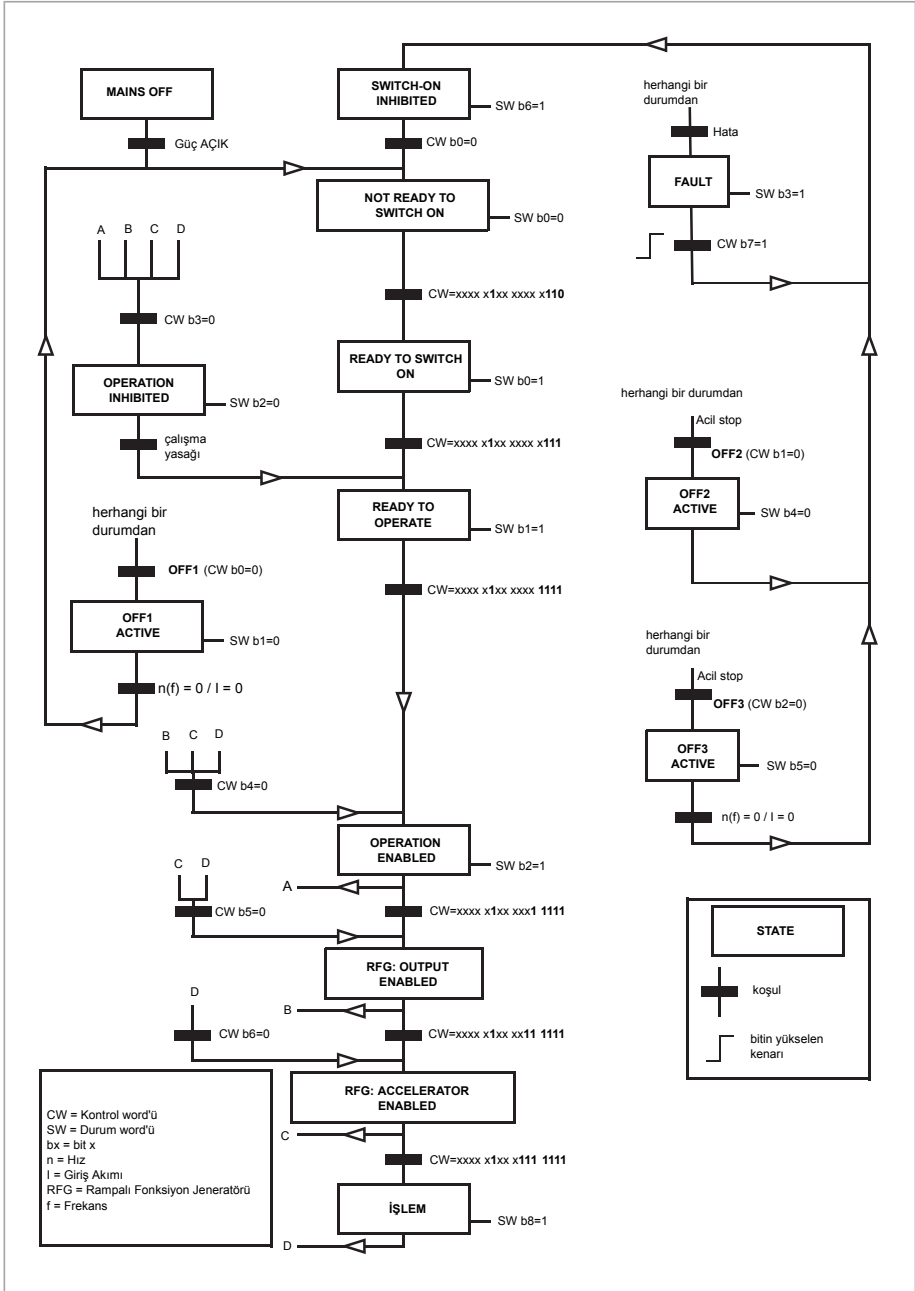 MAINS OFF
Güç AÇIK
SWITCH-ON
INHIBITED
SW b6=1
CW b0=0
NOT READY TO
SWITCH ON
SW b0=0
CW=xxxx x1xx xxxx x110
READY TO SWITCH
ON
SW b0=1
CW=xxxx x1xx xxxx x111
READY TO
OPERATE
SW b1=1
CW=xxxx x1xx xxxx 1111
A B C D
CW b3=0
OPERATION
INHIBITED
SW b2=0
çalışma
yasağı
herhangi bir
durumdan
OFF1 (CW b0=0)
OFF1
ACTIVE
SW b1=0
n(f) = 0 / I = 0
B C D
CW b4=0
OPERATION
ENABLED
SW b2=1
A
CW=xxxx x1xx xxx1 1111
C D
CW b5=0
RFG: OUTPUT
ENABLED
B
CW=xxxx x1xx xx11 1111
D
CW b6=0
RFG: ACCELERATOR
ENABLED
C
CW=xxxx x1xx x111 1111
İŞLEM
SW b8=1
D
herhangi bir
durumdan
Hata
FAULT
SW b3=1
CW b7=1
herhangi bir durumdan
Acil stop
OFF2 (CW b1=0)
OFF2
ACTIVE
SW b4=0
herhangi bir
durumdan
Acil stop
OFF3 (CW b2=0)
OFF3
ACTIVE
SW b5=0
n(f) = 0 / I = 0
STATE
koşul
bitin yükselen
kenarı
CW = Kontrol word'ü
SW = Durum word'ü
bx = bit x
n = Hız
I = Giriş Akımı
RFG = Rampalı Fonksiyon Jeneratörü
f = Frekans